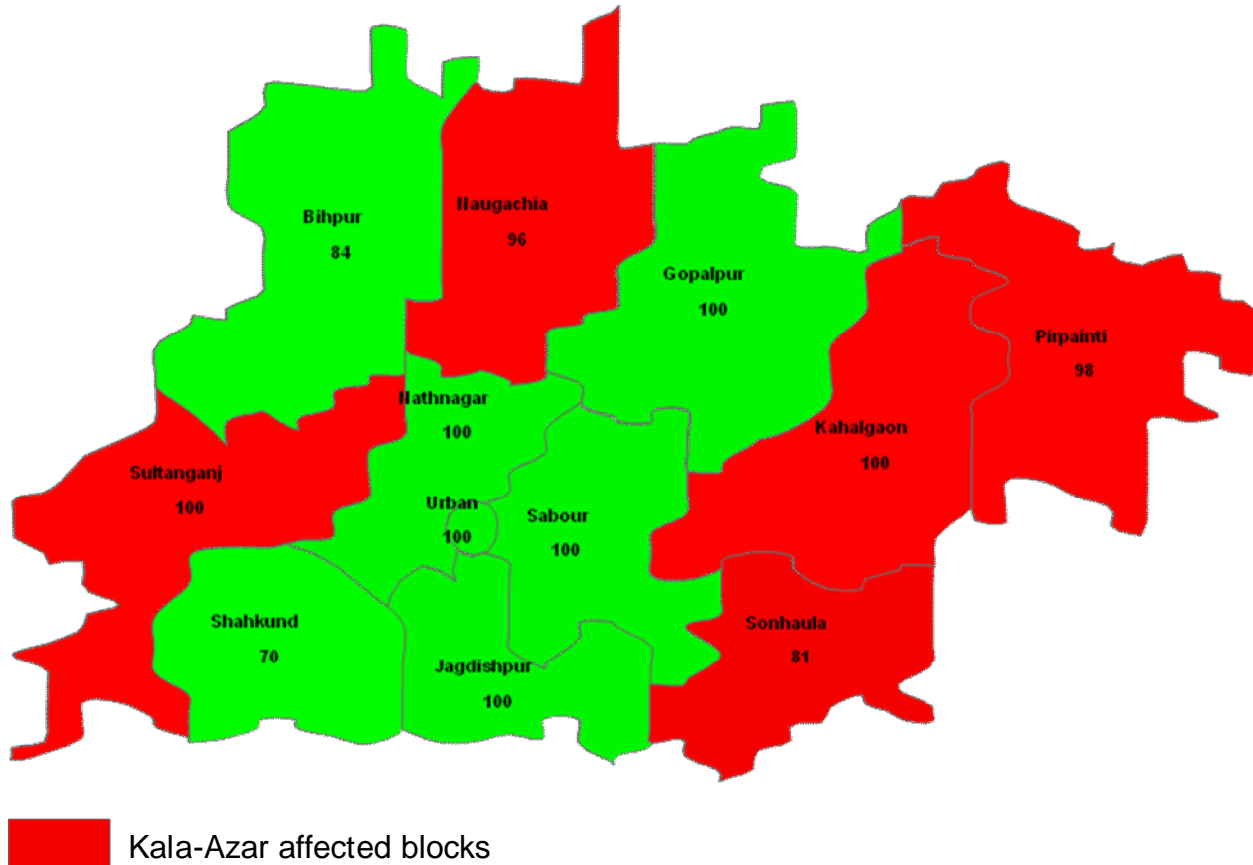 Bihpur
84
Naugachia
96
Gopalpur
100
Pirpainti
98
Nathnagar
100
Kahalgaon
100
Sultanganj
100
Urban
100
Sabour
100
Shahkund
70
Sonhaula
81
Jagdishpur
100
Kala-Azar affected blocks